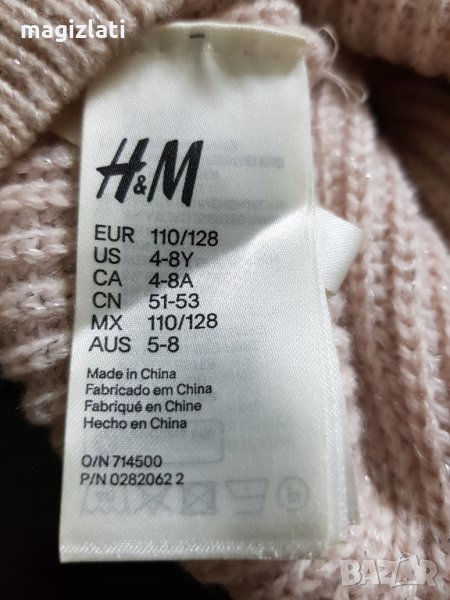 magizlati
H&M
EUR 110/128
US 4-8Y
CA 4-8A
CN 51-53
MX 110/128
AUS 5-8
Made in China
Fabricado em China
Fabriqué en Chine
Hecho en China
O/N 714500
P/N 0282062 2
BAZAR